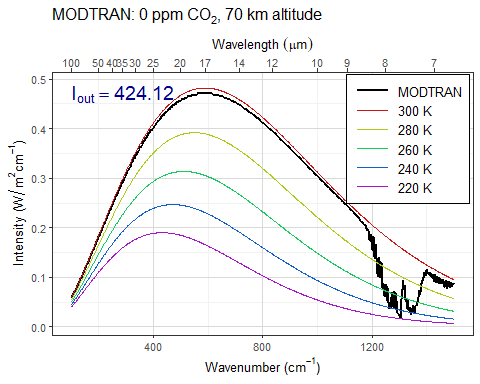 MODTRAN: 0 ppm CO₂, 70 km altitude
Wavelength (μm)
100 50 40 35 30 25 20 17 14 12 10 9 8 7
I_out = 424.12
MODTRAN
300 K
280 K
260 K
240 K
220 K
Intensity (W/m²cm⁻¹)
0.5
0.4
0.3
0.2
0.1
0.0
400 800 1200
Wavenumber (cm⁻¹)